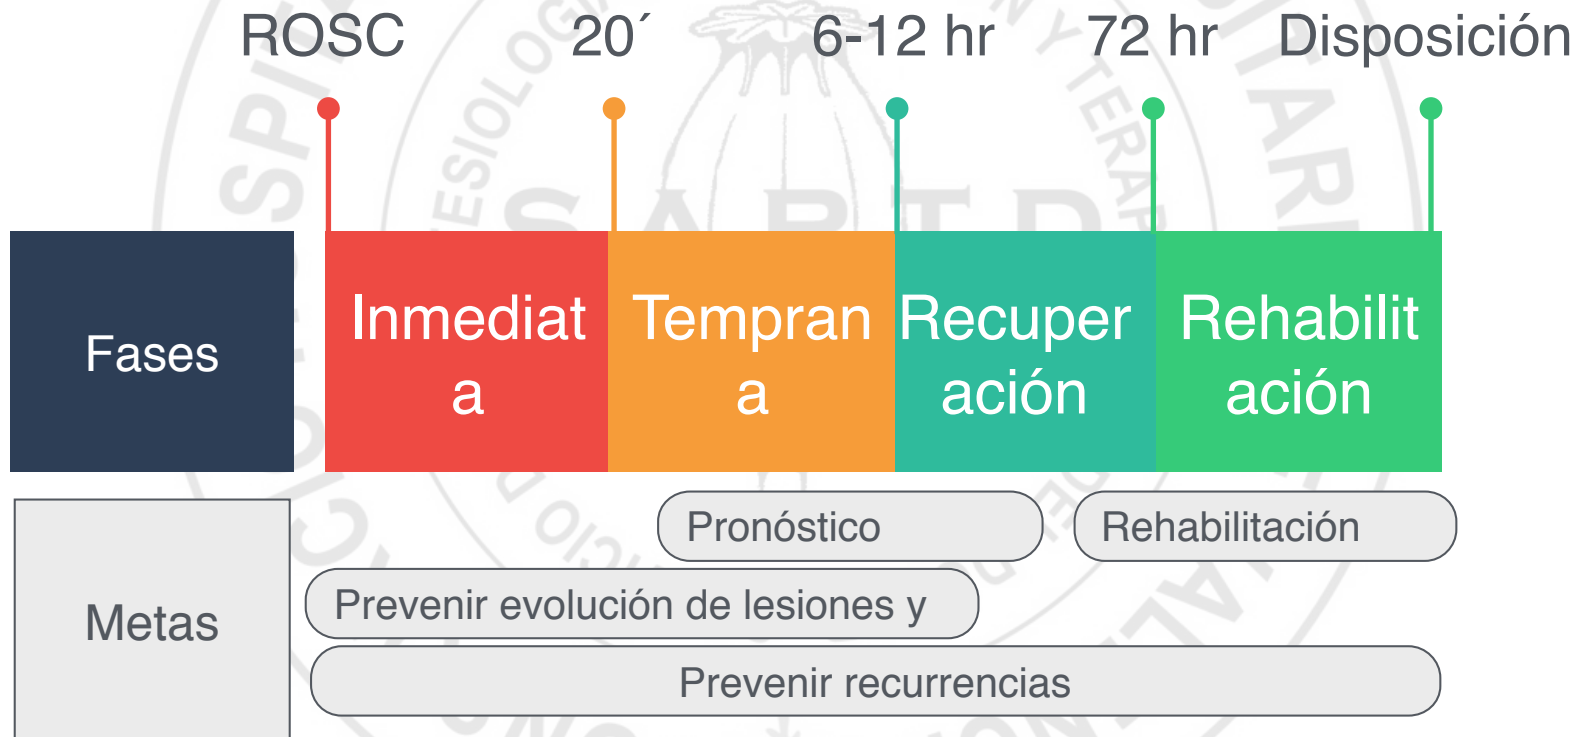 ROSC 20´ 6-12 hr 72 hr Disposición
Fases
Inmediat
a
Tempran
a
Recuper
ación
Rehabilit
ación
Metas
Pronóstico
Rehabilitación
Prevenir evolución de lesiones y
Prevenir recurrencias
SARTD